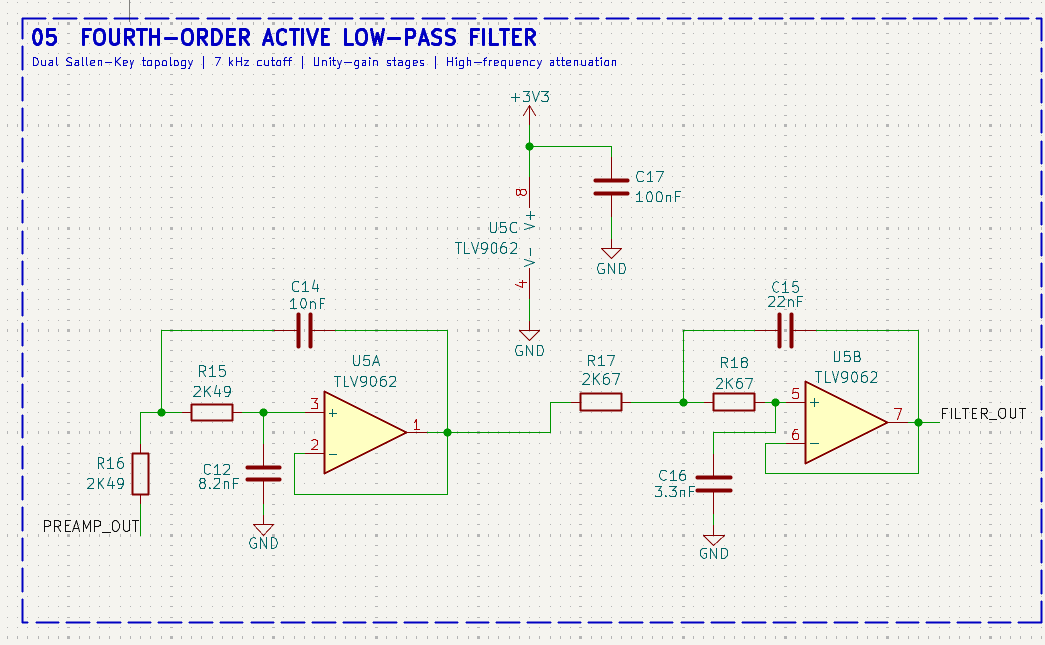 05 FOURTH-ORDER ACTIVE LOW-PASS FILTER
Dual Sallen-Key topology | 7 kHz cutoff | Unity-gain stages | High-frequency attenuation
+3V3
C17
100nF
8
V+
U5C
TLV9062
V-
4
GND
GND
C14
10nF
R15
2K49
U5A
TLV9062
3
+
1
2
-
R16
2K49
C12
8.2nF
PREAMP_OUT
GND
R17
2K67
C15
22nF
R18
2K67
U5B
TLV9062
5
+
7
6
-
FILTER_OUT
C16
3.3nF
GND